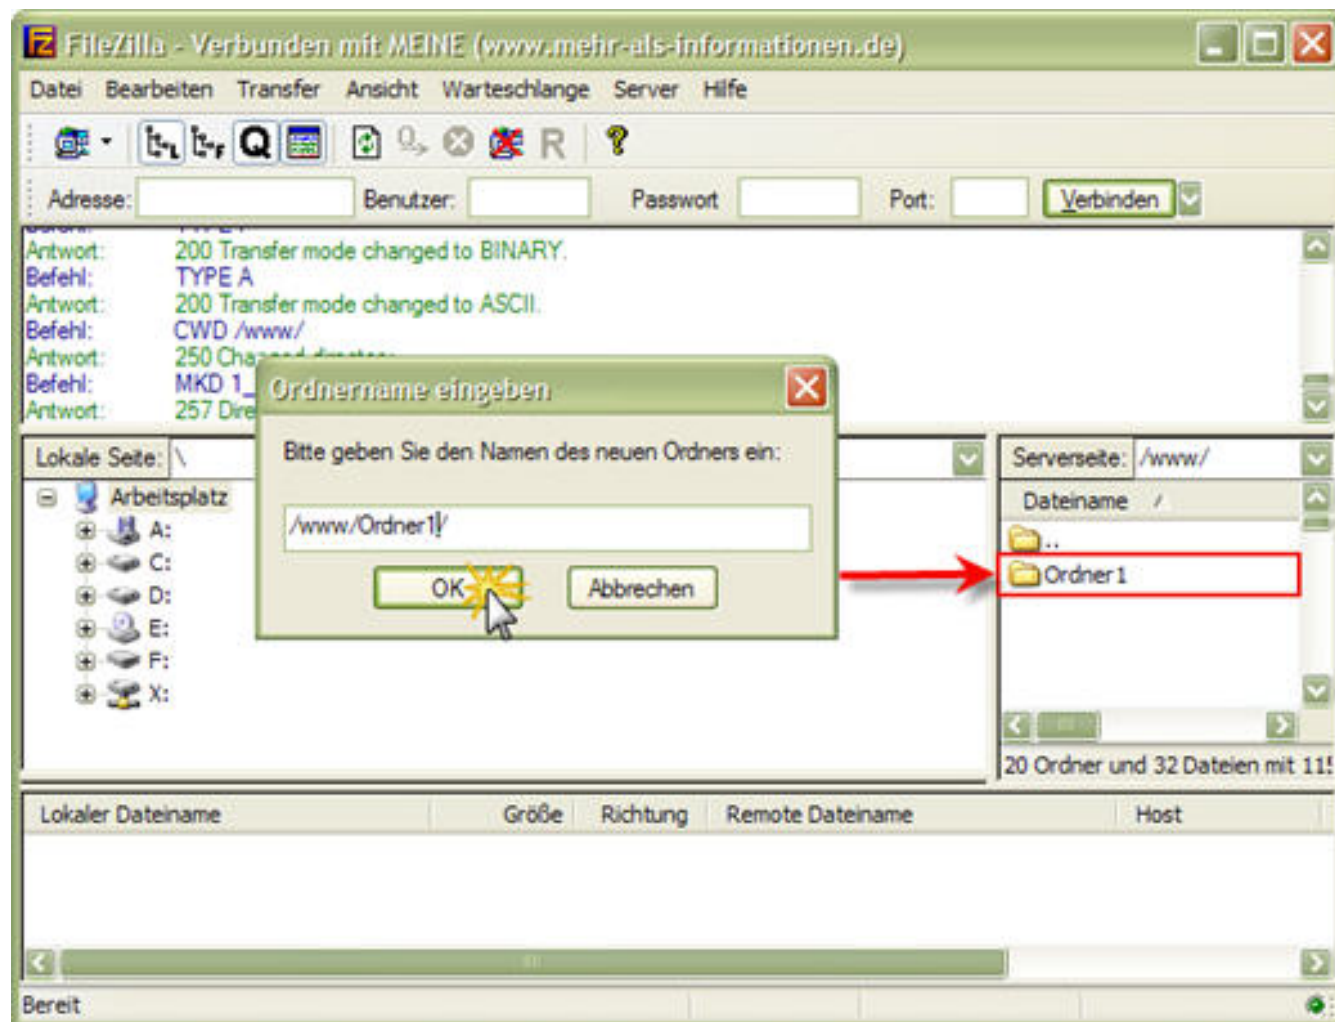 FileZilla - Verbunden mit MEINE (www.mehr-als-informationen.de)
Datei Bearbeiten Transfer Ansicht Warteschlange Server Hilfe
Adresse: Benutzer: Passwort Port: Verbinden
Antwort: 200 Transfer mode changed to BINARY.
Befehl: TYPE A
Antwort: 200 Transfer mode changed to ASCII.
Befehl: CWD /www/
Antwort: 250
Befehl: MKD 1_
Antwort: 257
Ordnername eingeben
Bitte geben Sie den Namen des neuen Ordners ein:
/www/Ordner1/
OK Abbrechen
Lokale Seite: \
Arbeitsplatz
A:
C:
D:
E:
F:
X:
Serverseite: /www/
Dateiname /
..
Ordner1
20 Ordner und 32 Dateien mit
Lokaler Dateiname Größe Richtung Remote Dateiname Host
Bereit